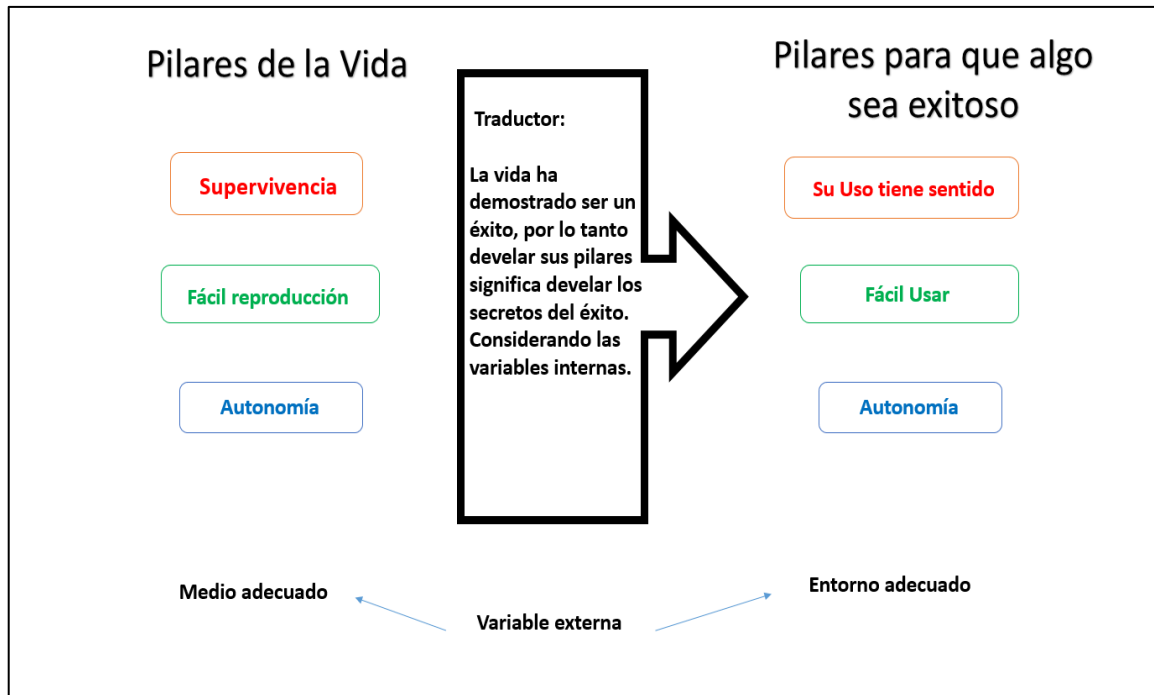 Pilares de la Vida
Supervivencia
Fácil reproducción
Autonomía
Traductor:
La vida ha
demostrado ser un
éxito, por lo tanto
develar sus pilares
significa develar los
secretos del éxito.
Considerando las
variables internas.
Pilares para que algo
sea exitoso
Su Uso tiene sentido
Fácil Usar
Autonomía
Medio adecuado
Variable externa
Entorno adecuado